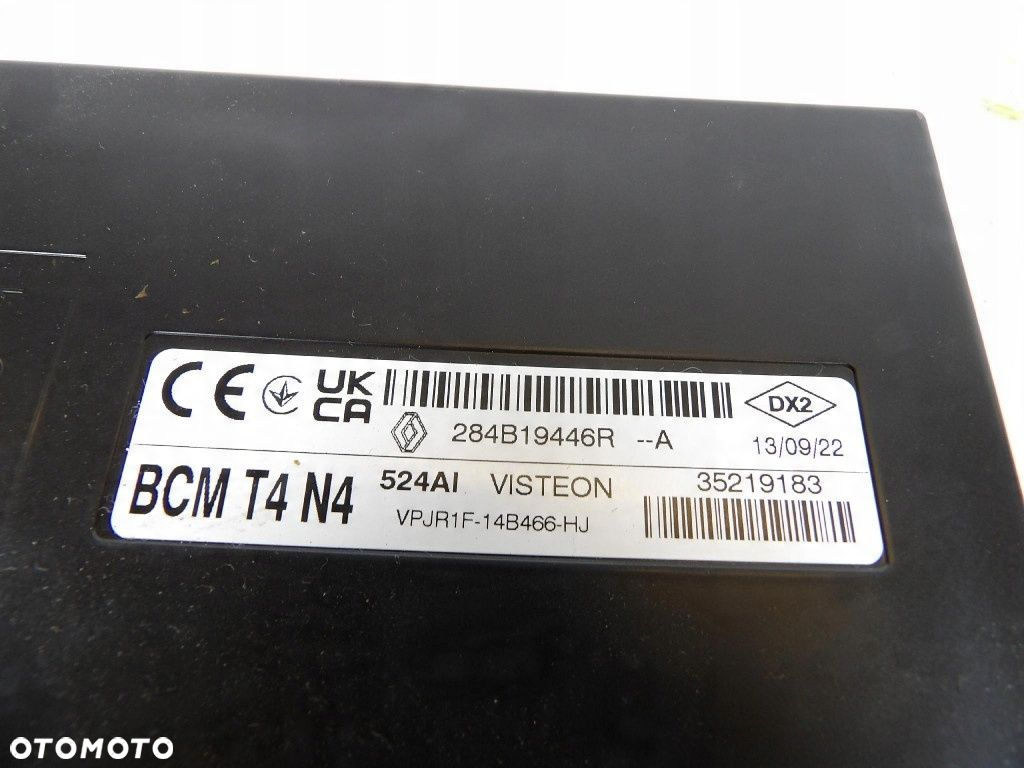 CE UK CA DX2
284B19446R --A 13/09/22
BCM T4 N4 524AI VISTEON 35219183
VPJR1F-14B466-HJ
OTOMOTO